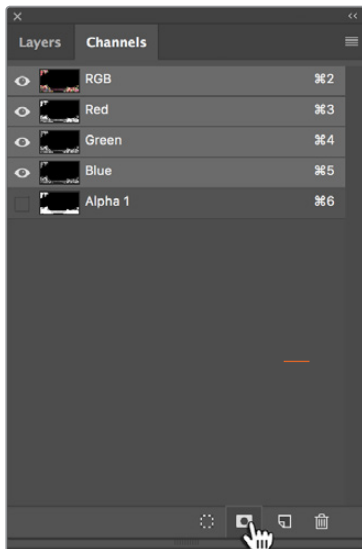 Layers Channels
RGB ⌘2
Red ⌘3
Green ⌘4
Blue ⌘5
Alpha 1 ⌘6